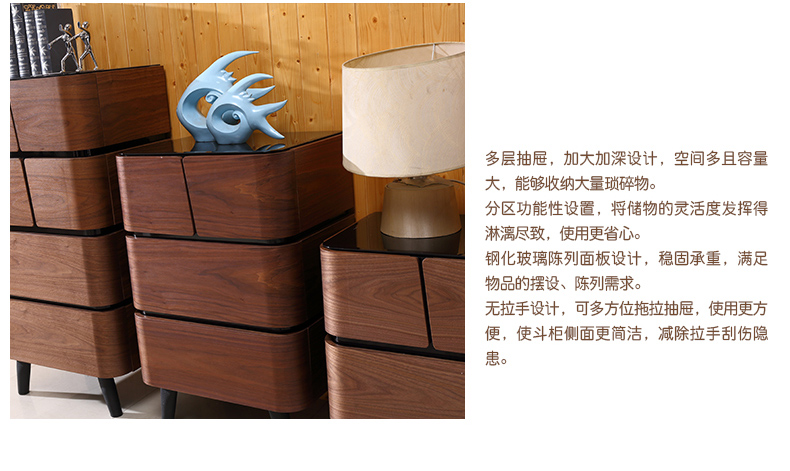 多层抽屉，加大加深设计，空间多且容量
大，能够收纳大量琐碎物。
分区功能性设置，将储物的灵活度发挥得
淋漓尽致，使用更省心。
钢化玻璃陈列面板设计，稳固承重，满足
物品的摆设、陈列需求。
无拉手设计，可多方位拖拉抽屉，使用更方
便，使斗柜侧面更简洁，减除拉手刮伤隐
患。